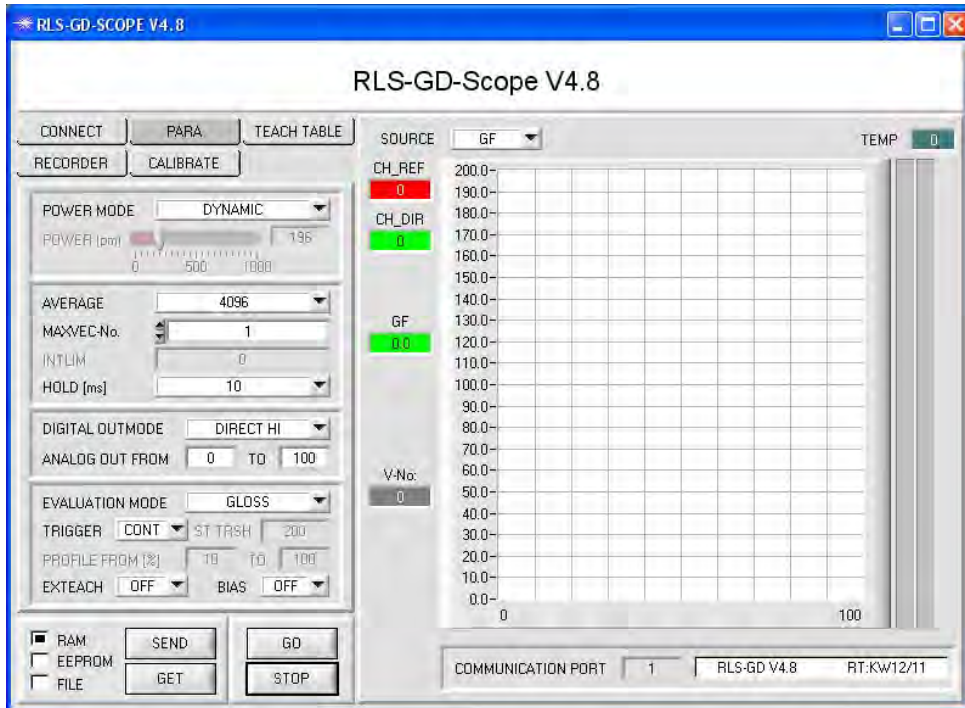 RLS-GD-SCOPE V4.8
RLS-GD-Scope V4.8
CONNECT PARA TEACH TABLE
RECORDER CALIBRATE
POWER MODE DYNAMIC
POWER [pm] 196
0 500 1000
AVERAGE 4096
MAXVEC-No. 1
INTLIM 0
HOLD [ms] 10
DIGITAL OUTMODE DIRECT HI
ANALOG OUT FROM 0 TO 100
EVALUATION MODE GLOSS
TRIGGER CONT ST TRSH 200
PROFILE FROM [%] 10 TO 100
EXTEACH OFF BIAS OFF
RAM
EEPROM
FILE
SEND
GET
GO
STOP
SOURCE GF TEMP 0
CH_REF
0
CH_DIR
0
GF
0.0
V-No:
0
200.0
190.0
180.0
170.0
160.0
150.0
140.0
130.0
120.0
110.0
100.0
90.0
80.0
70.0
60.0
50.0
40.0
30.0
20.0
10.0
0.0
0 100
COMMUNICATION PORT 1 RLS-GD V4.8 RT:KW12/11